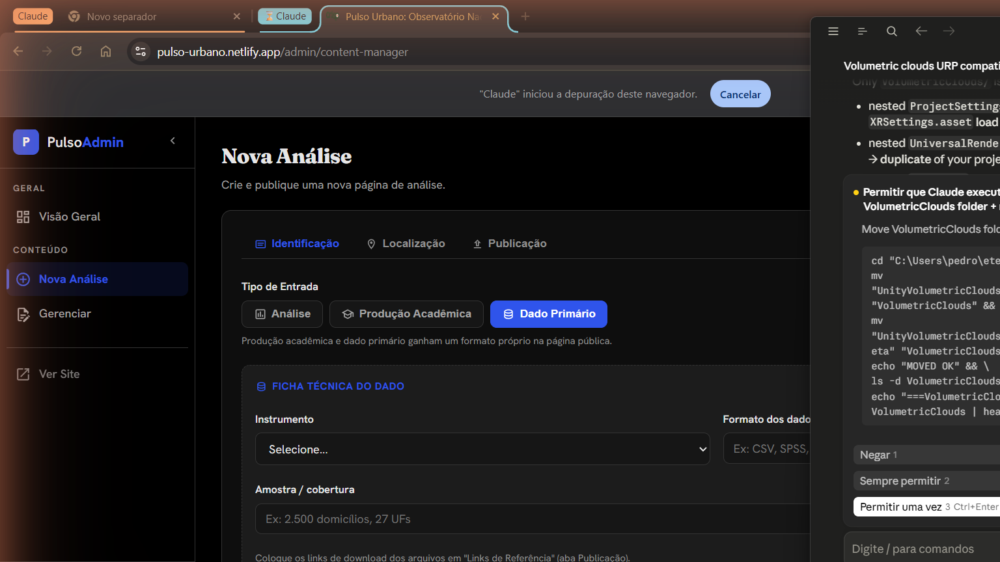 Claude
Novo separador
Claude
Pulso Urbano: Observatório Na
pulso-urbano.netlify.app/admin/content-manager
"Claude" iniciou a depuração deste navegador.
Cancelar
P
PulsoAdmin
GERAL
Visão Geral
CONTEÚDO
Nova Análise
Gerenciar
Ver Site
Nova Análise
Crie e publique uma nova página de análise.
Identificação
Localização
Publicação
Tipo de Entrada
Análise
Produção Acadêmica
Dado Primário
Produção acadêmica e dado primário ganham um formato próprio na página pública.
FICHA TÉCNICA DO DADO
Instrumento
Formato dos dado
Selecione...
Ex: CSV, SPSS,
Amostra / cobertura
Ex: 2.500 domicílios, 27 UFs
Coloque os links de download dos arquivos em "Links de Referência" (aba Publicação).
Volumetric clouds URP compati
Only VolumetricClouds/ is
nested ProjectSettings
XRSettings.asset load
nested UniversalRende
→ duplicate of your proje
Permitir que Claude execut
VolumetricClouds folder +
Move VolumetricClouds fold
cd "C:\Users\pedro\ete
mv
"UnityVolumetricClouds
"VolumetricClouds" &&
mv
"UnityVolumetricClouds
eta" "VolumetricClouds
echo "MOVED OK" && \
ls -d VolumetricClouds
echo "===VolumetricClo
VolumetricClouds | hea
Negar 1
Sempre permitir 2
Permitir uma vez 3 Ctrl+Enter
Digite / para comandos